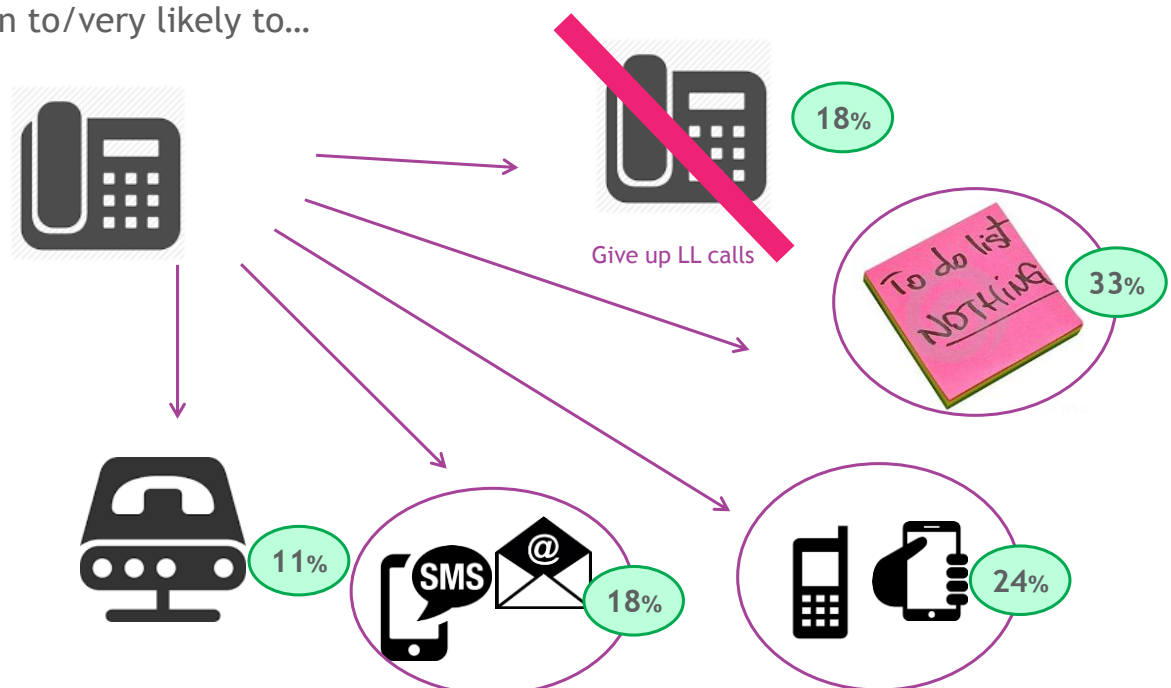 n to/very likely to…
18%
Give up LL calls
To do list
NOTHING
33%
11%
SMS
@
18%
24%